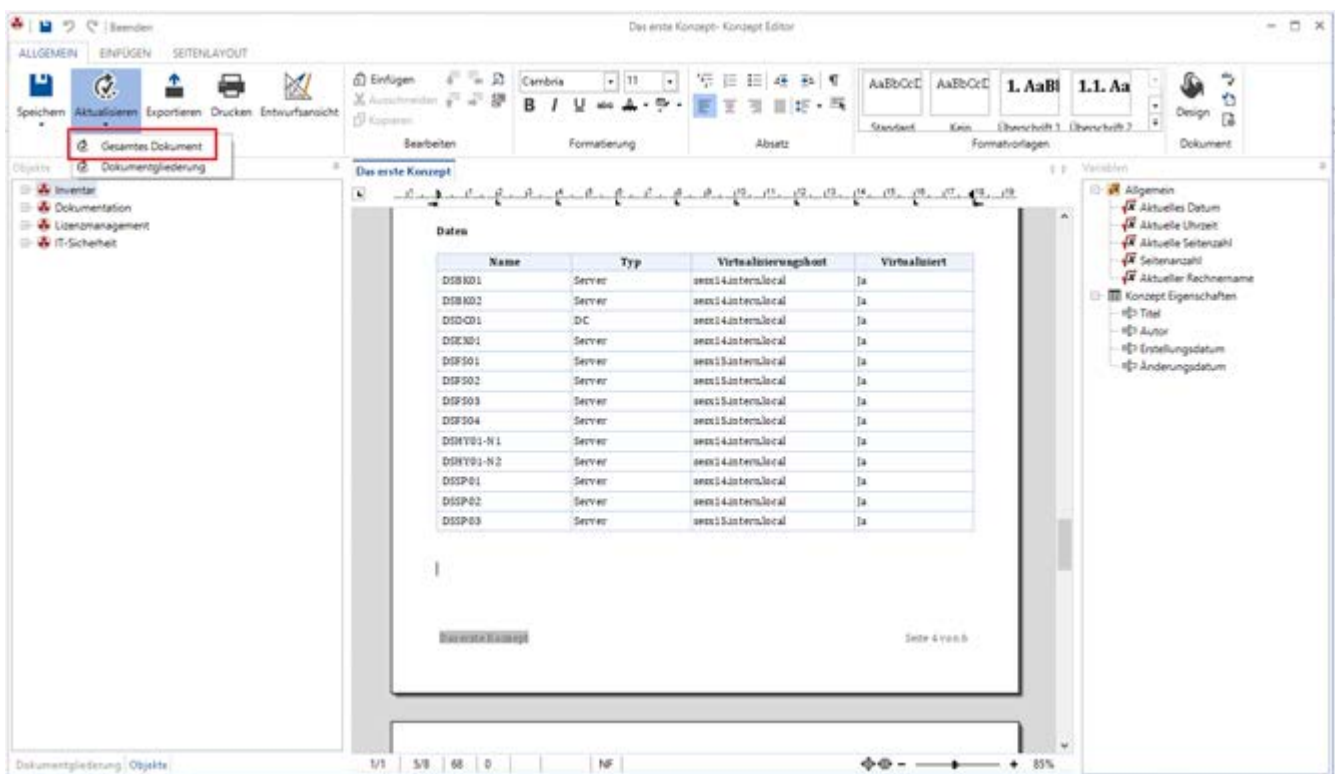 Beenden
Das erste Konzept- Konzept Editor
ALLGEMEIN EINFÜGEN SEITENLAYOUT
Speichern Aktualisieren Exportieren Drucken Entwurfsansicht
Einfügen
Ausschneiden
Kopieren
Cambria 11
B I U abc A
AaBbCcD AaBbCcD 1. AaBl 1.1. Aa
Standard Kein Überschrift 1 Überschrift 2
Design
Bearbeiten Formatierung Absatz Formatvorlagen Dokument
Gesamtes Dokument
Dokumentgliederung
Objekte
Inventar
Dokumentation
Lizenzmanagement
IT-Sicherheit
Das erste Konzept
Daten
Name Typ Virtualisierungshost Virtualisiert
DSBK01 Server sesx14.intern.local Ja
DSBK02 Server sesx14.intern.local Ja
DSDC01 DC sesx14.intern.local Ja
DSEX01 Server sesx14.intern.local Ja
DSFS01 Server sesx15.intern.local Ja
DSFS02 Server sesx15.intern.local Ja
DSFS03 Server sesx15.intern.local Ja
DSFS04 Server sesx15.intern.local Ja
DSHY01-N1 Server sesx14.intern.local Ja
DSHY01-N2 Server sesx14.intern.local Ja
DSSP01 Server sesx14.intern.local Ja
DSSP02 Server sesx14.intern.local Ja
DSSP03 Server sesx15.intern.local Ja
Das erste Konzept Seite 4 von 6
Variablen
Allgemein
Aktuelles Datum
Aktuelle Uhrzeit
Aktuelle Seitenzahl
Seitenanzahl
Aktueller Rechnername
Konzept Eigenschaften
Titel
Autor
Erstellungsdatum
Änderungsdatum
Dokumentgliederung Objekte
1/1 5/8 68 0 NF 85%